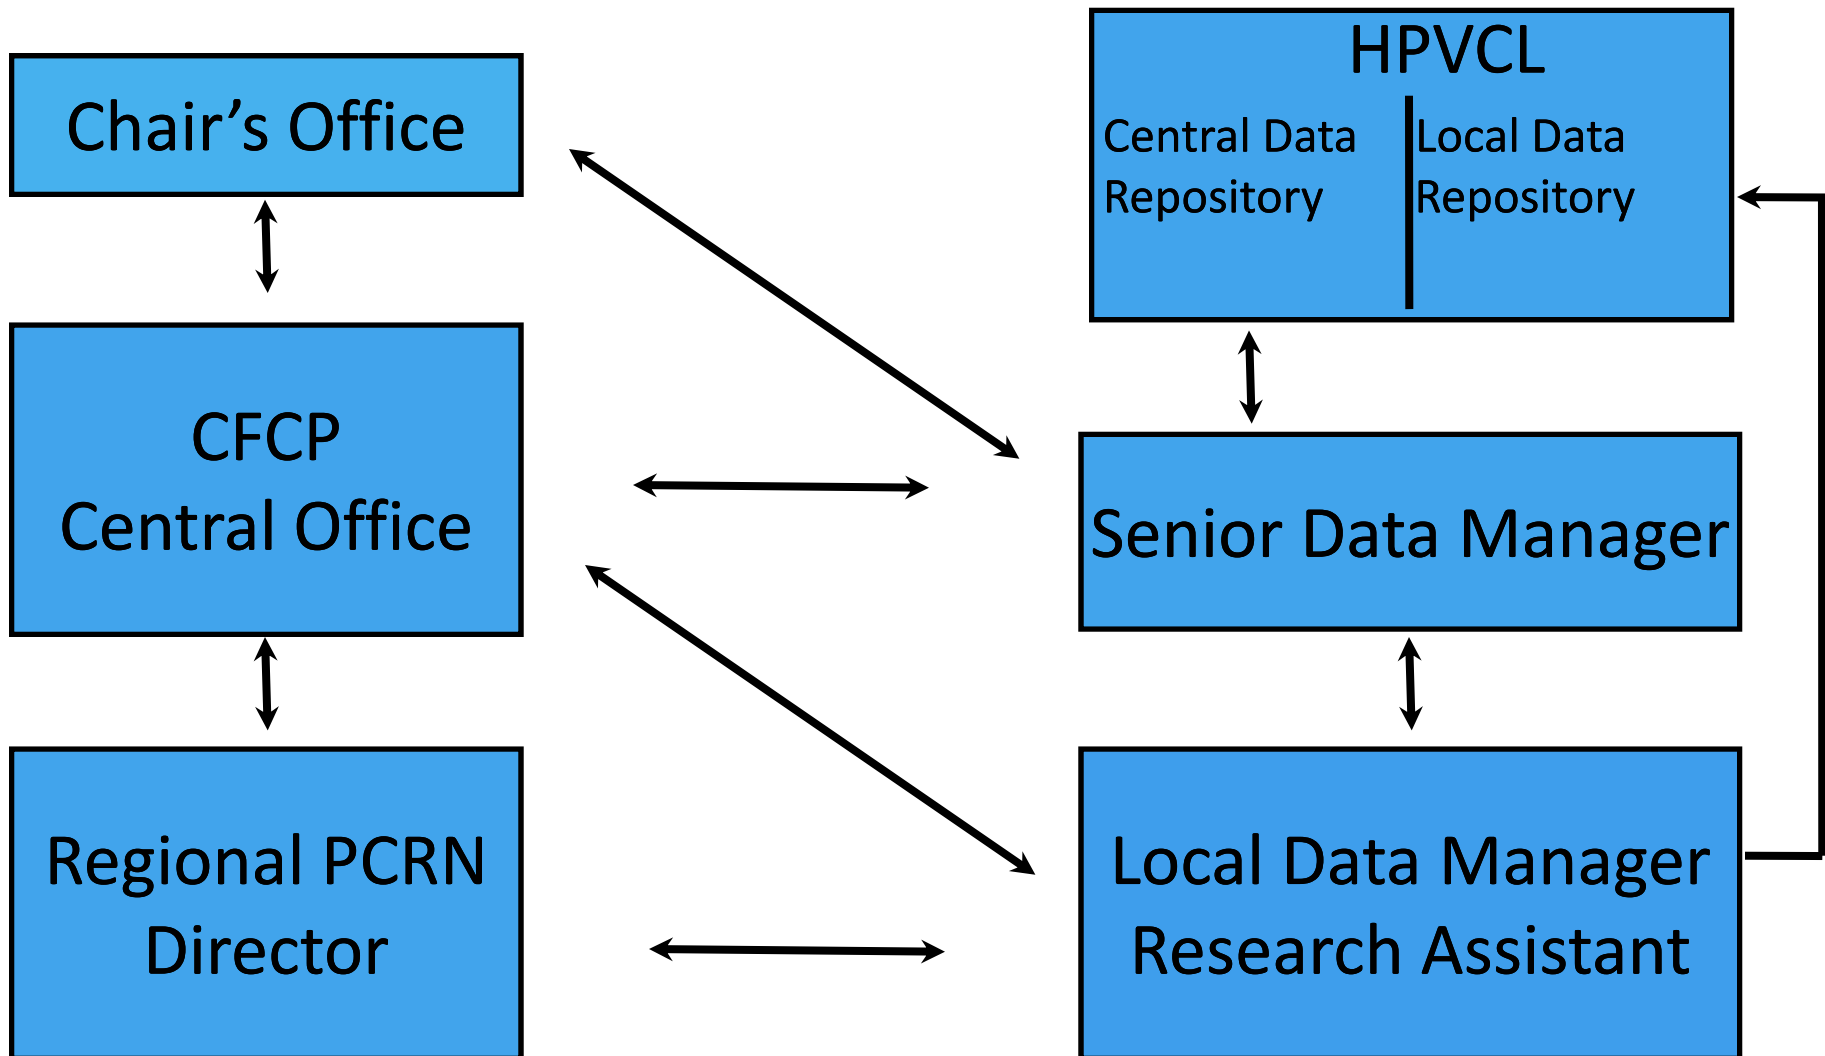 Chair’s Office
CFCP
Central Office
Regional PCRN
Director
HPVCL
Central Data
Repository
Local Data
Repository
Senior Data Manager
Local Data Manager
Research Assistant